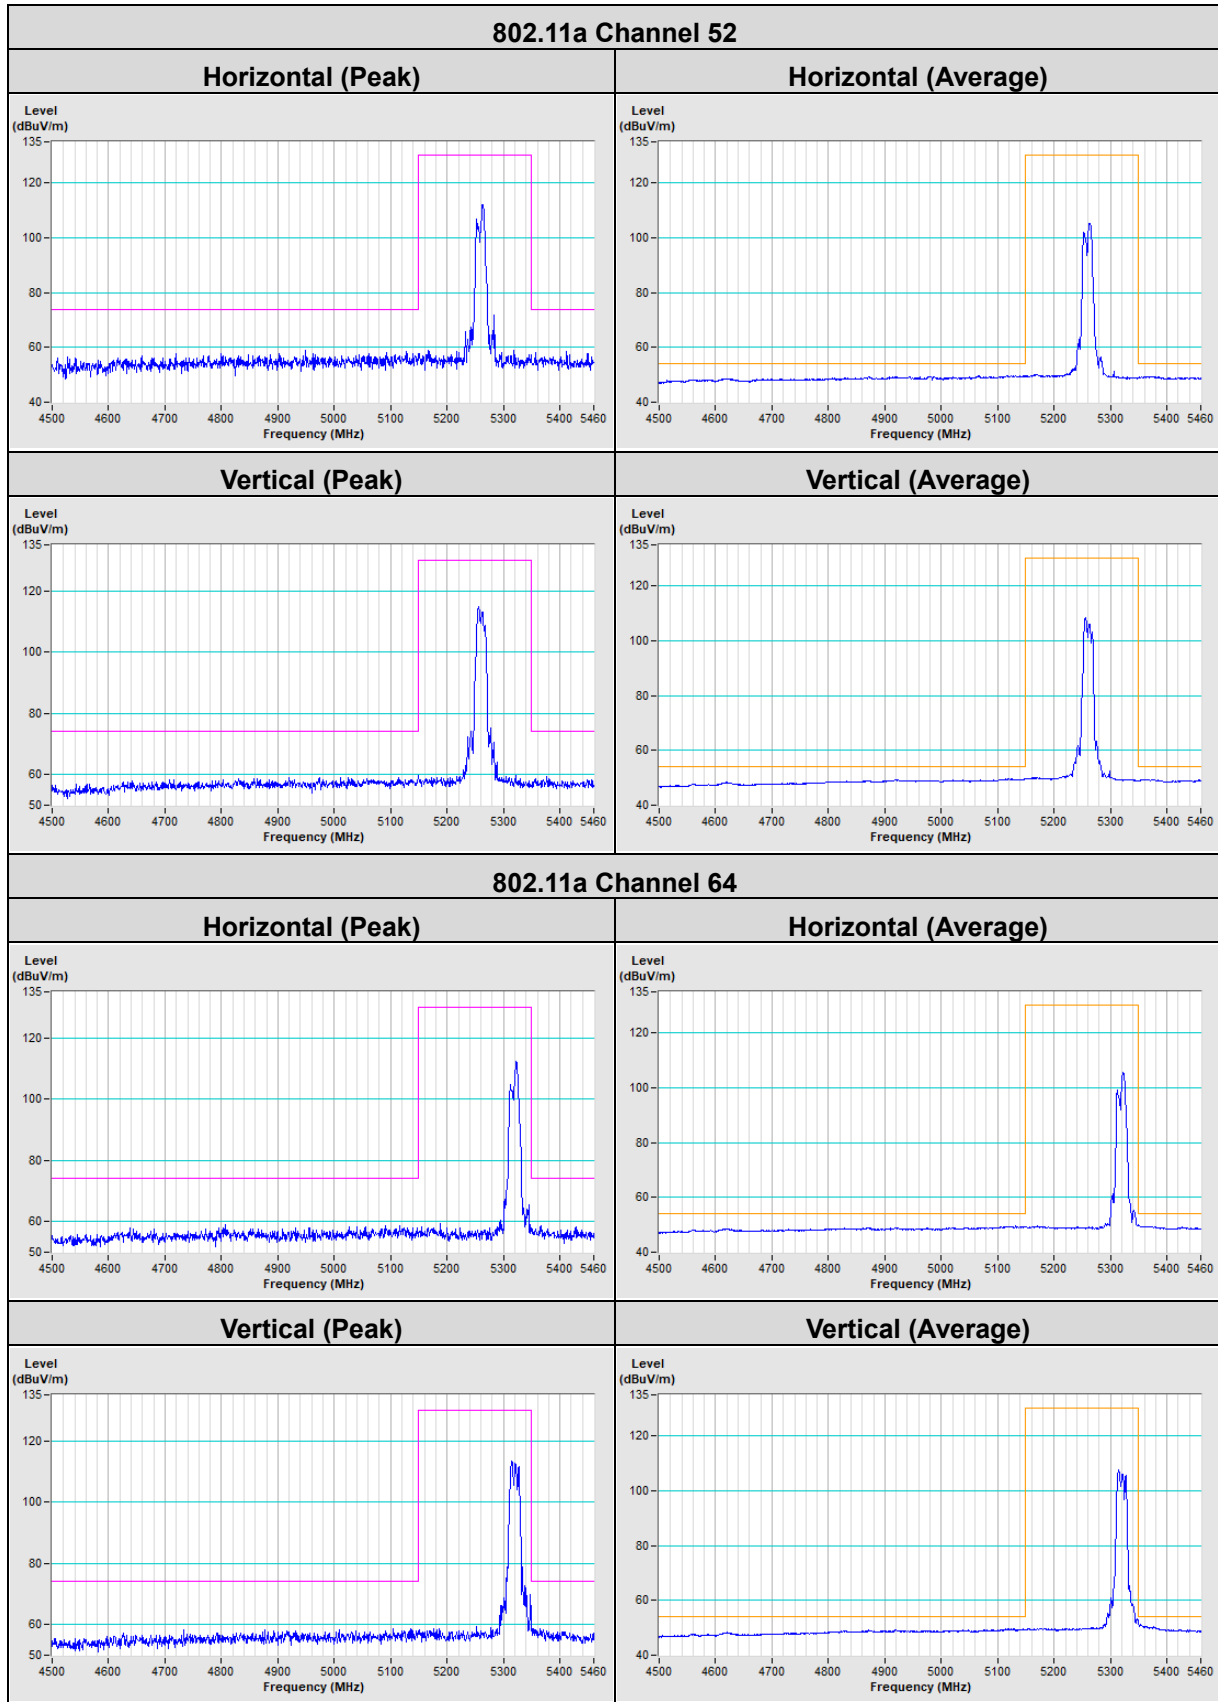 802.11a Channel 52
Horizontal (Peak) Horizontal (Average)
Level Level
(dBuV/m) (dBuV/m)
135 135
120 120
100 100
80 80
60 60
40 40
4500 4600 4700 4800 4900 5000 5100 5200 5300 5400 5460 4500 4600 4700 4800 4900 5000 5100 5200 5300 5400 5460
Frequency (MHz) Frequency (MHz)
Vertical (Peak) Vertical (Average)
Level Level
(dBuV/m) (dBuV/m)
135 135
120 120
100 100
80 80
60 60
50 40
4500 4600 4700 4800 4900 5000 5100 5200 5300 5400 5460 4500 4600 4700 4800 4900 5000 5100 5200 5300 5400 5460
Frequency (MHz) Frequency (MHz)
802.11a Channel 64
Horizontal (Peak) Horizontal (Average)
Level Level
(dBuV/m) (dBuV/m)
135 135
120 120
100 100
80 80
60 60
50 40
4500 4600 4700 4800 4900 5000 5100 5200 5300 5400 5460 4500 4600 4700 4800 4900 5000 5100 5200 5300 5400 5460
Frequency (MHz) Frequency (MHz)
Vertical (Peak) Vertical (Average)
Level Level
(dBuV/m) (dBuV/m)
135 135
120 120
100 100
80 80
60 60
50 40
4500 4600 4700 4800 4900 5000 5100 5200 5300 5400 5460 4500 4600 4700 4800 4900 5000 5100 5200 5300 5400 5460
Frequency (MHz) Frequency (MHz)